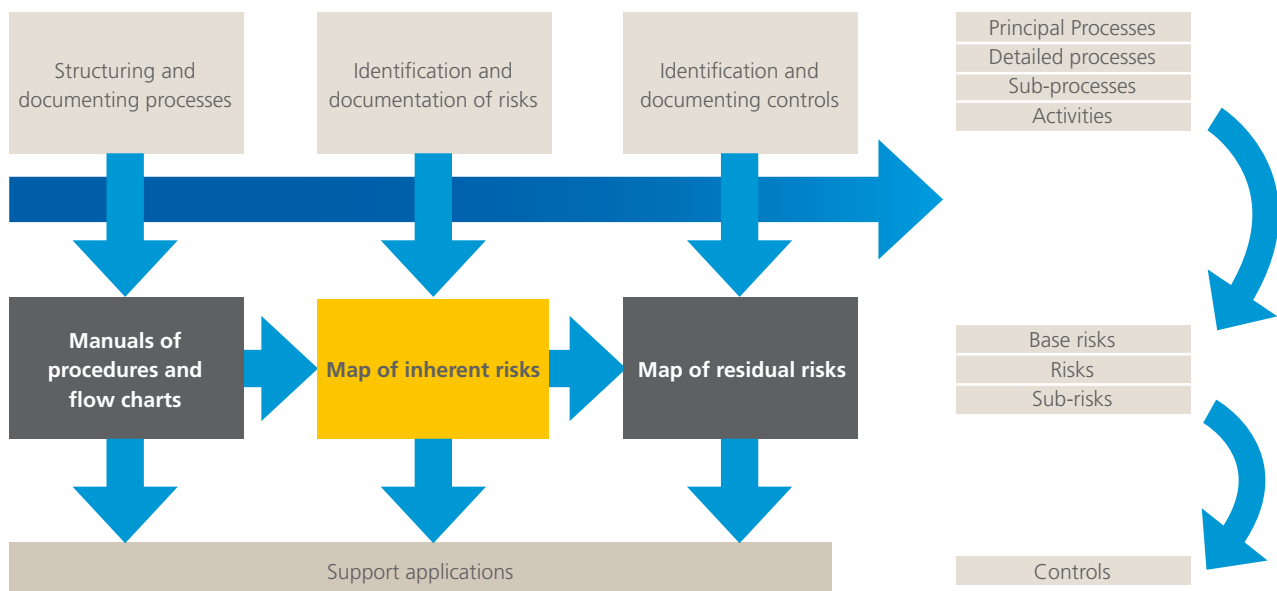 Structuring and
documenting processes
Identification and
documentation of risks
Identification and
documenting controls
Principal Processes
Detailed processes
Sub-processes
Activities
Manuals of
procedures and
flow charts
Map of inherent risks
Map of residual risks
Base risks
Risks
Sub-risks
Support applications
Controls